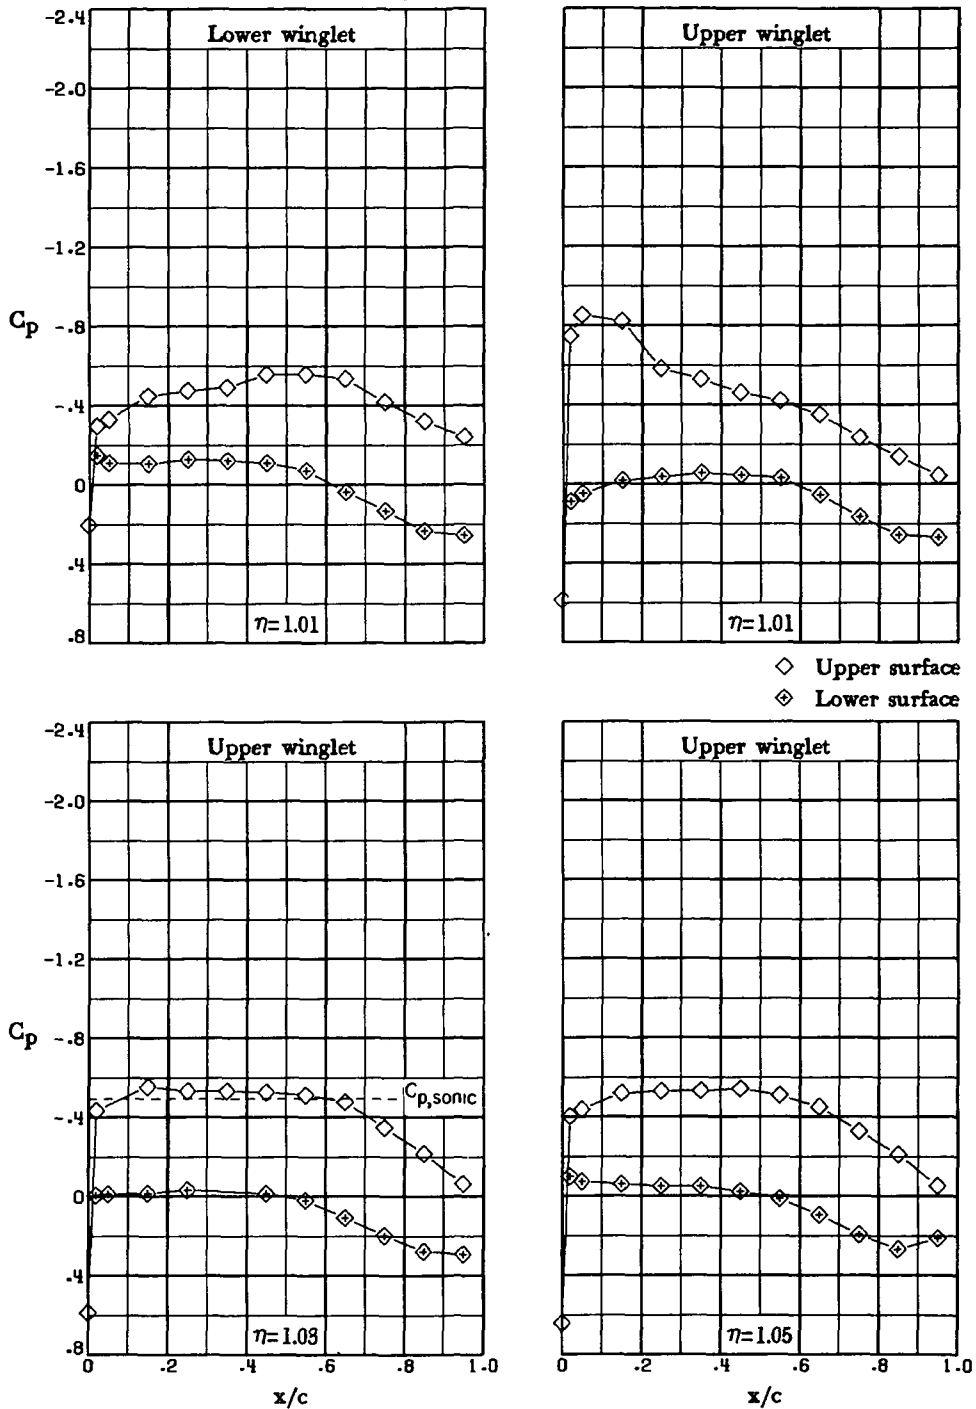 -2.4
Lower winglet
Upper winglet
-2.0
-1.6
-1.2
-.8
Cp
-.4
0
.4
.8
η=1.01
η=1.01
◇ Upper surface
Lower surface
-2.4
Upper winglet
Upper winglet
-2.0
-1.6
-1.2
-.8
Cp
Cp,sonic
-.4
0
.4
.8
η=1.03
η=1.05
0 .2 .4 .6 .8 1.0
0 .2 .4 .6 .8 1.0
x/c
x/c